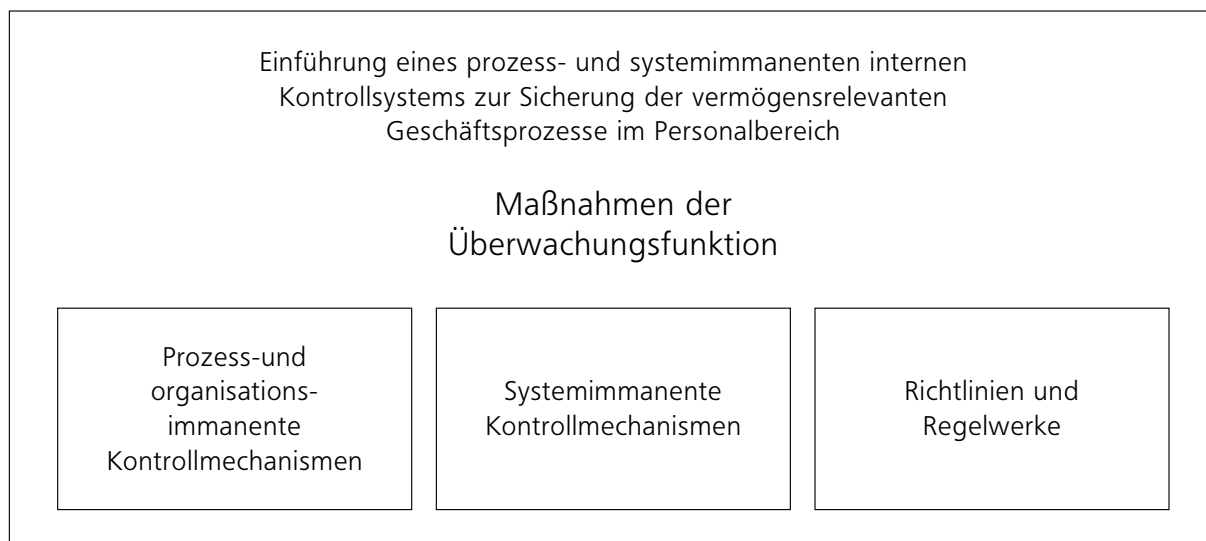 Einführung eines prozess- und systemimmanenten internen
Kontrollsystems zur Sicherung der vermögensrelevanten
Geschäftsprozesse im Personalbereich
Maßnahmen der
Überwachungsfunktion
Prozess-und
organisations-
immanente
Kontrollmechanismen
Systemimmanente
Kontrollmechanismen
Richtlinien und
Regelwerke